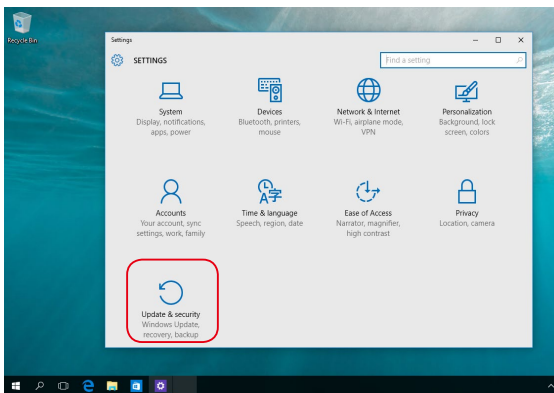 Recycle Bin
Settings
SETTINGS
Find a setting
System
Display, notifications,
apps, power
Devices
Bluetooth, printers,
mouse
Network & Internet
Wi-Fi, airplane mode,
VPN
Personalization
Background, lock
screen, colors
Accounts
Your account, sync
settings, work, family
Time & language
Speech, region, date
Ease of Access
Narrator, magnifier,
high contrast
Privacy
Location, camera
Update & security
Windows Update,
recovery, backup